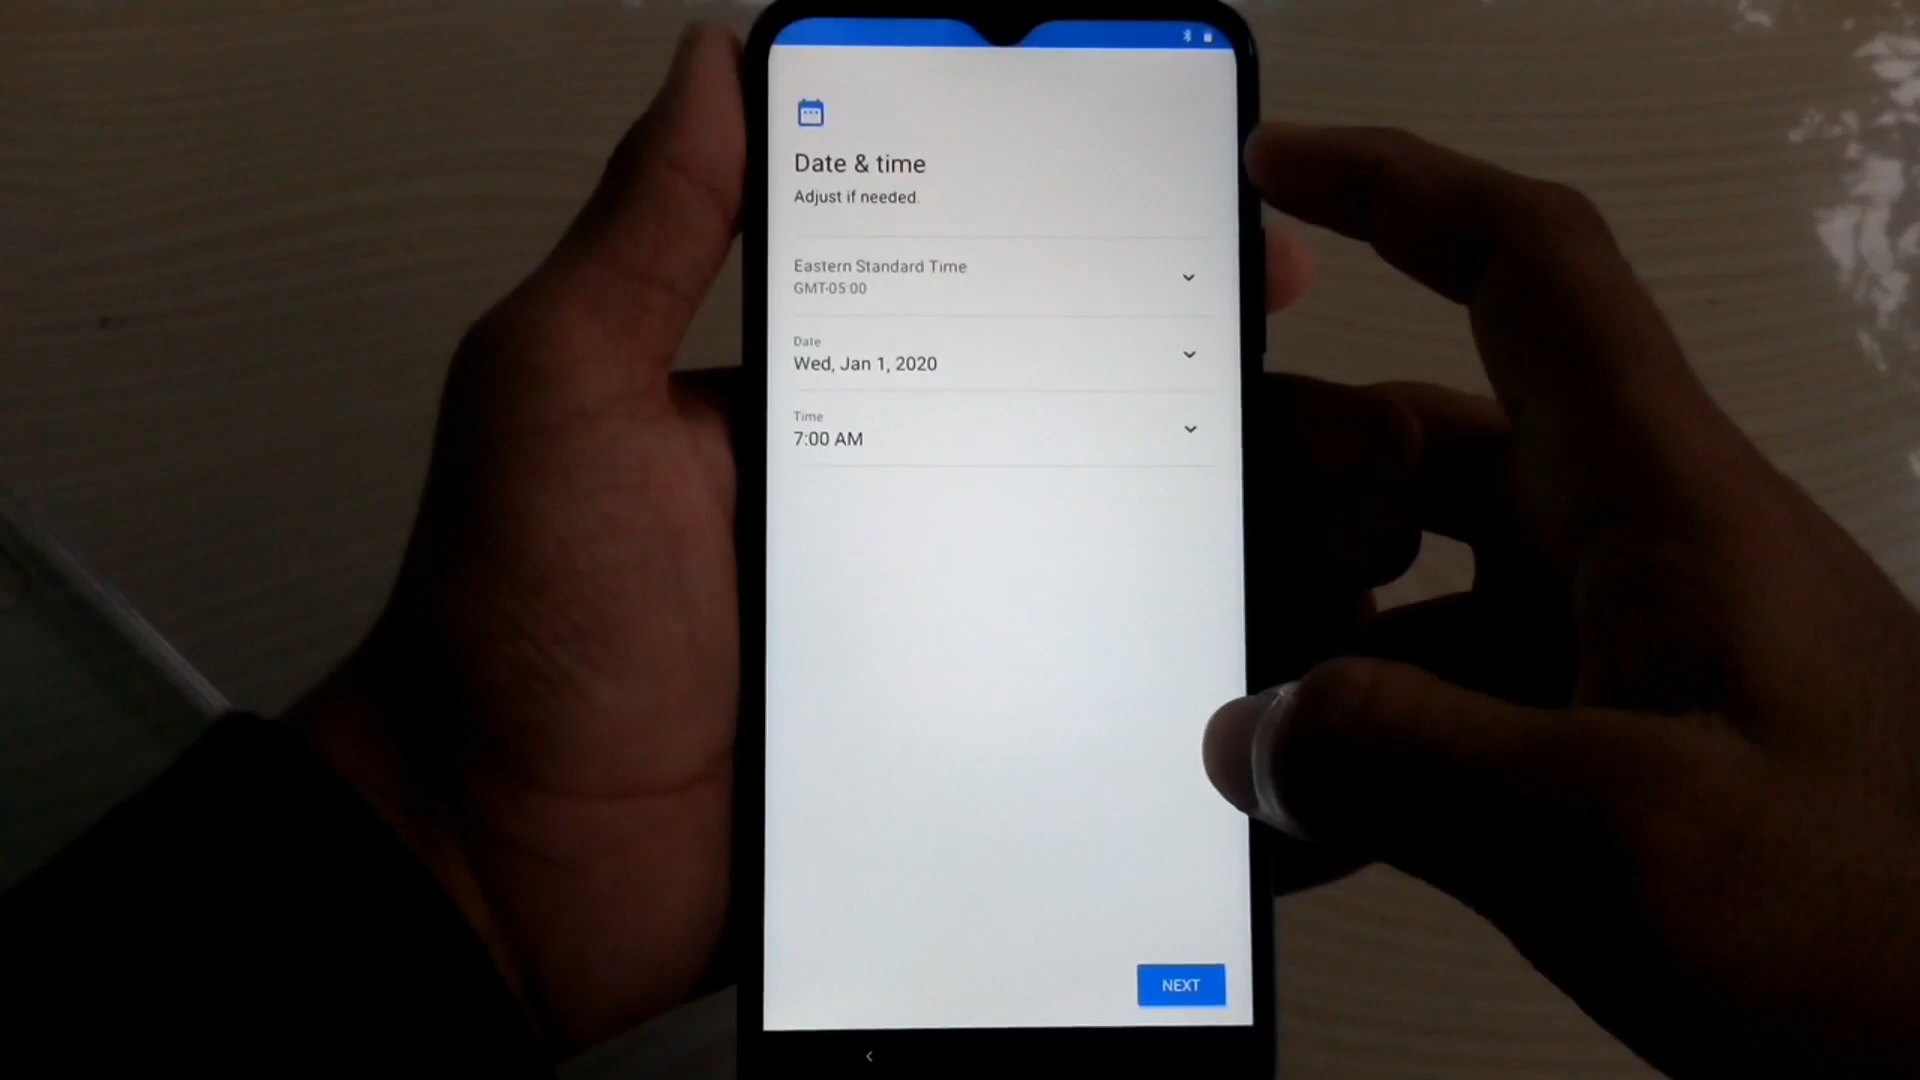 Date & time
Adjust if needed.
Eastern Standard Time
GMT-05:00
Date
Wed, Jan 1, 2020
Time
7:00 AM
NEXT